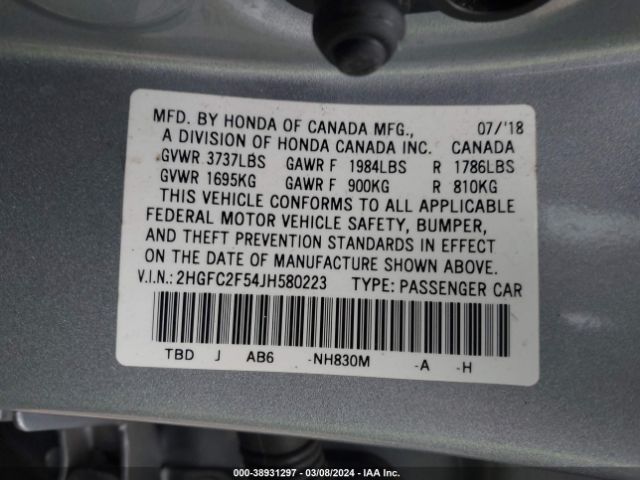 MFD. BY HONDA OF CANADA MFG., 07/'18
A DIVISION OF HONDA CANADA INC. CANADA
GVWR 3737LBS GAWR F 1984LBS R 1786LBS
GVWR 1695KG GAWR F 900KG R 810KG
THIS VEHICLE CONFORMS TO ALL APPLICABLE
FEDERAL MOTOR VEHICLE SAFETY, BUMPER,
AND THEFT PREVENTION STANDARDS IN EFFECT
ON THE DATE OF MANUFACTURE SHOWN ABOVE.
V.I.N.: 2HGFC2F54JH580223 TYPE: PASSENGER CAR
TBD J AB6 -NH830M -A -H
000-38931297 | 03/08/2024 | IAA Inc.